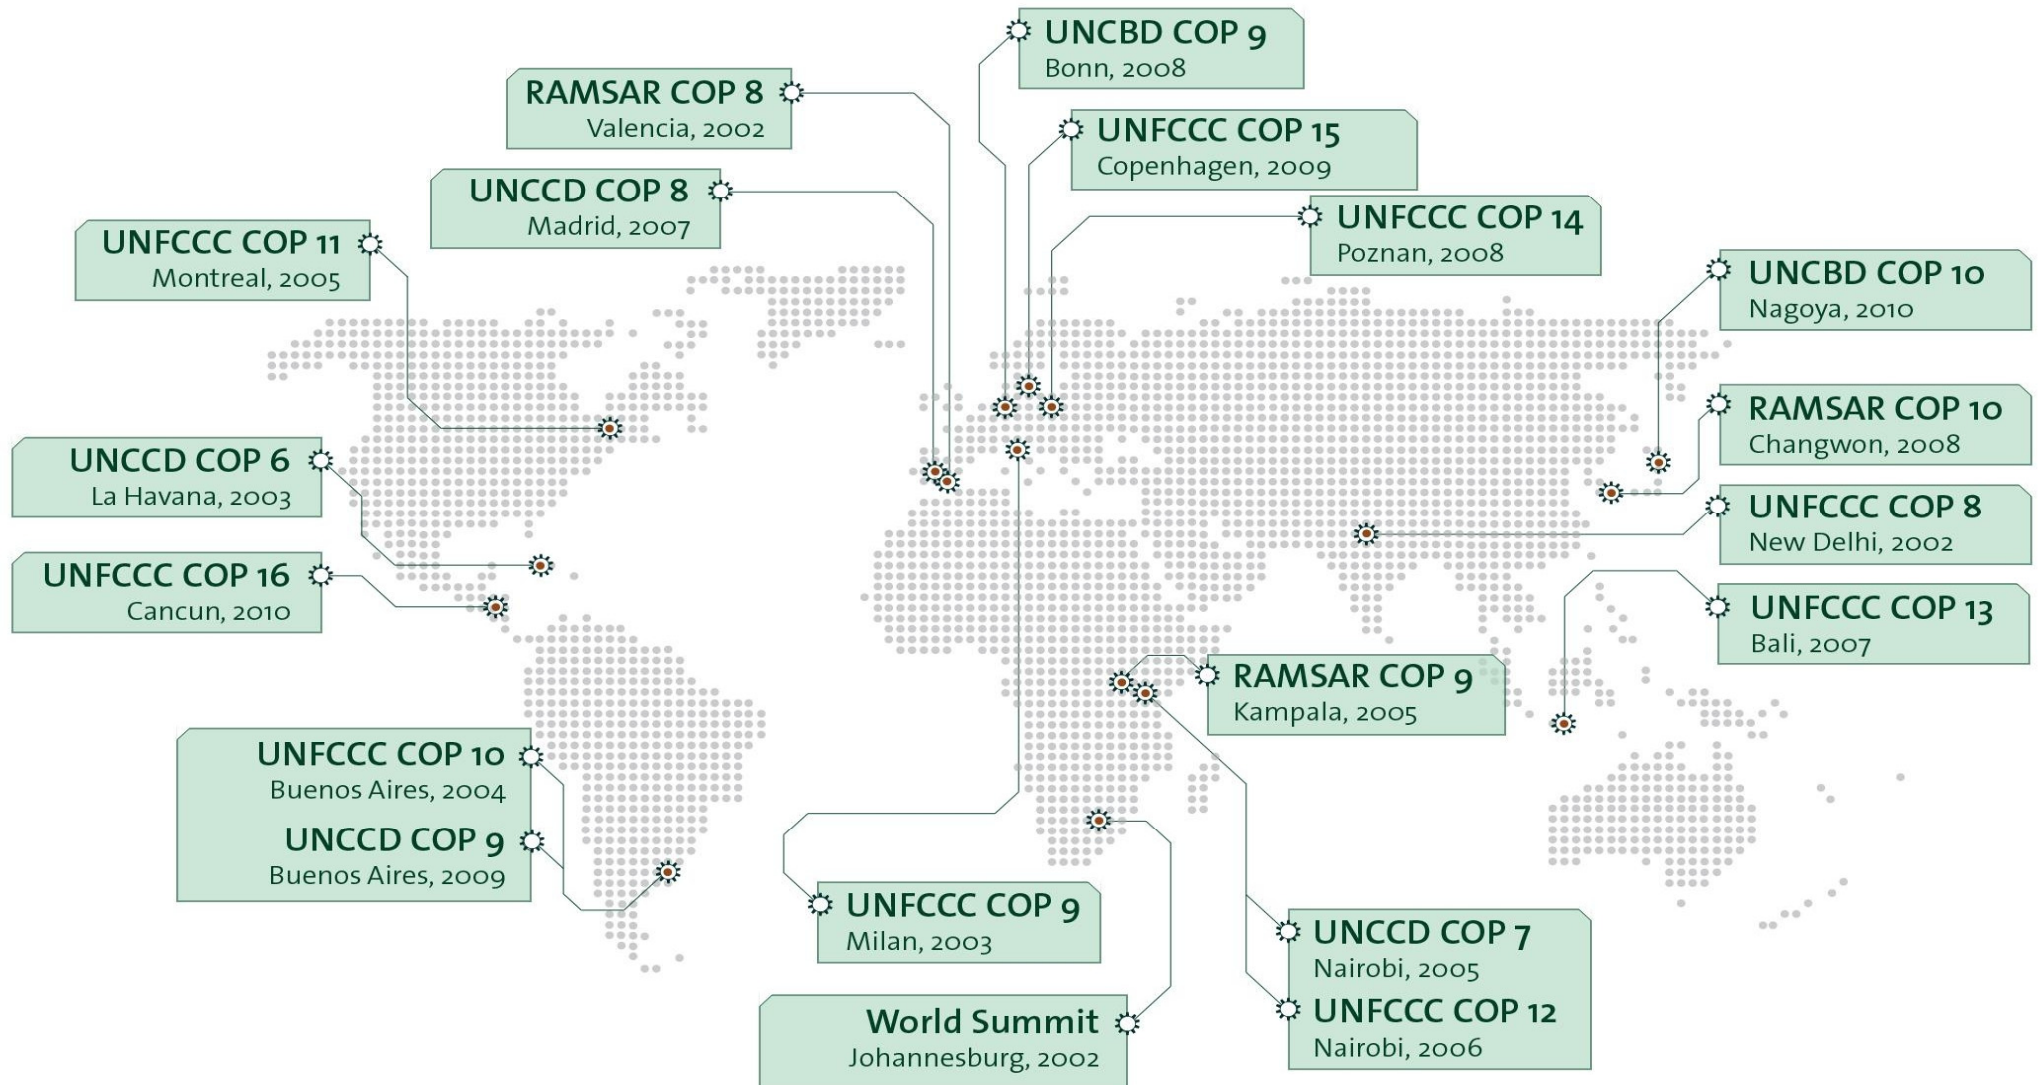 UNCBD COP 9
Bonn, 2008
RAMSAR COP 8
Valencia, 2002
UNFCCC COP 15
Copenhagen, 2009
UNCCD COP 8
Madrid, 2007
UNFCCC COP 14
Poznan, 2008
UNFCCC COP 11
Montreal, 2005
UNCBD COP 10
Nagoya, 2010
RAMSAR COP 10
Changwon, 2008
UNCCD COP 6
La Havana, 2003
UNFCCC COP 8
New Delhi, 2002
UNFCCC COP 16
Cancun, 2010
UNFCCC COP 13
Bali, 2007
RAMSAR COP 9
Kampala, 2005
UNFCCC COP 10
Buenos Aires, 2004
UNCCD COP 9
Buenos Aires, 2009
UNFCCC COP 9
Milan, 2003
UNCCD COP 7
Nairobi, 2005
UNFCCC COP 12
Nairobi, 2006
World Summit
Johannesburg, 2002